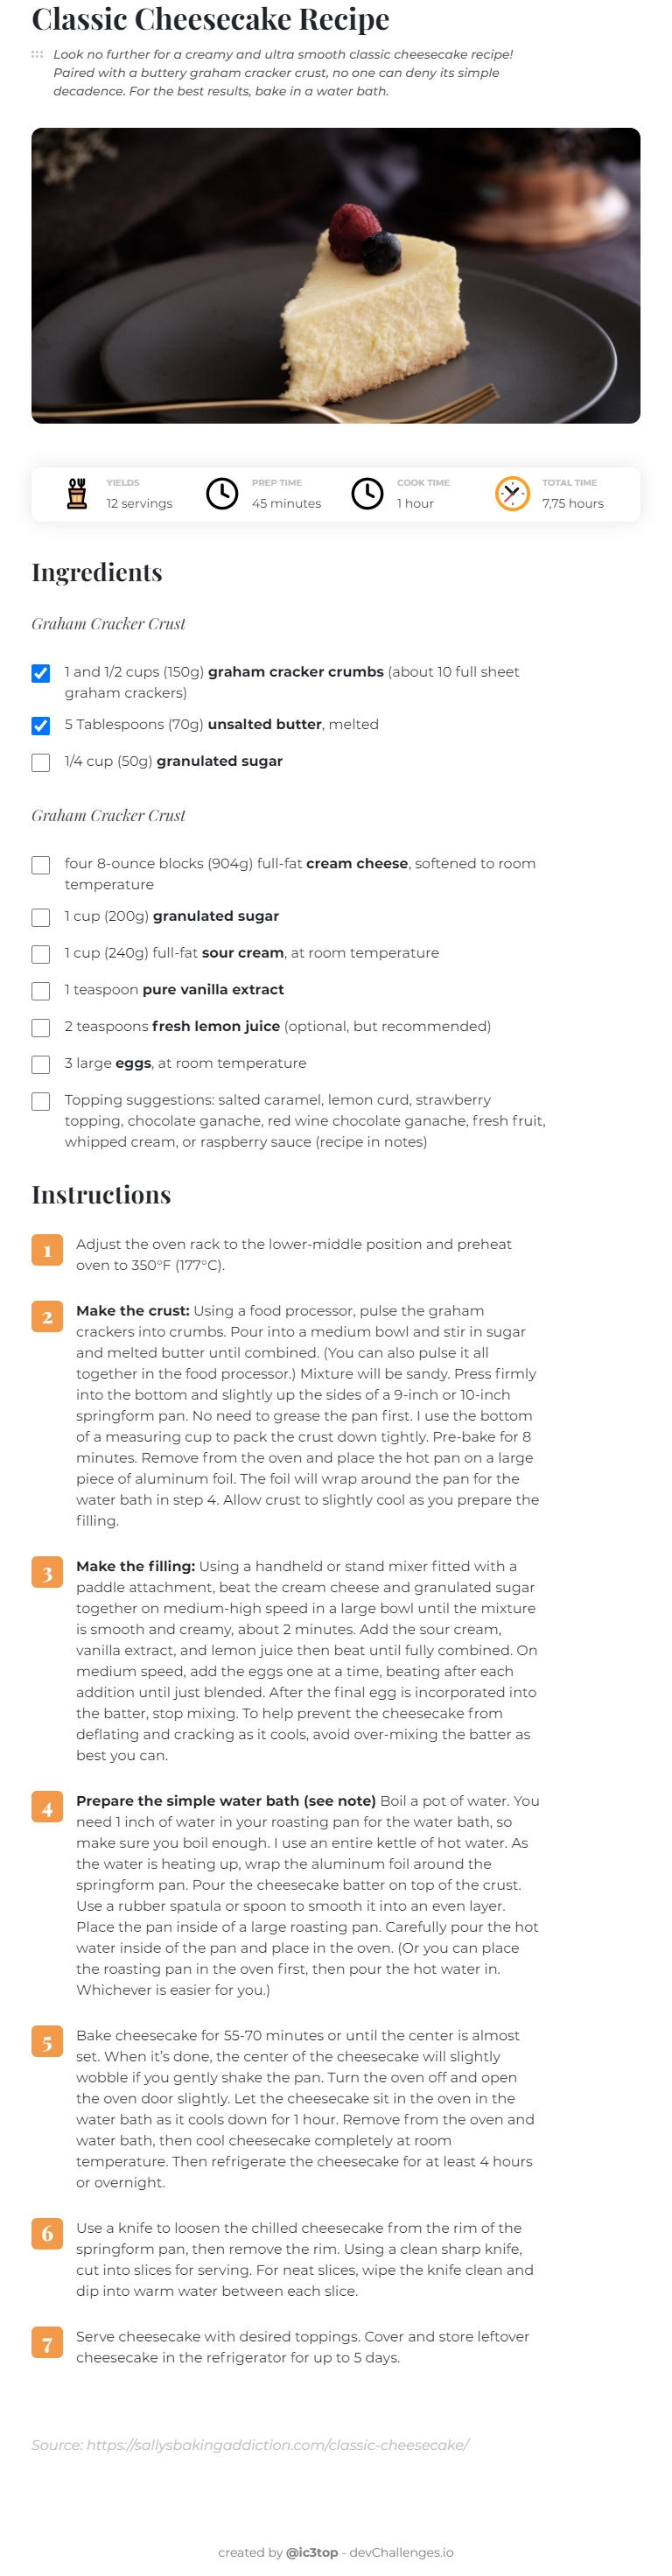 Classic Cheesecake Recipe
Look no further for a creamy and ultra smooth classic cheesecake recipe!
Paired with a buttery graham cracker crust, no one can deny its simple
decadence. For the best results, bake in a water bath.
YIELDS
12 servings
PREP TIME
45 minutes
COOK TIME
1 hour
TOTAL TIME
7,75 hours
Ingredients
Graham Cracker Crust
1 and 1/2 cups (150g) graham cracker crumbs (about 10 full sheet
graham crackers)
5 Tablespoons (70g) unsalted butter, melted
1/4 cup (50g) granulated sugar
Graham Cracker Crust
four 8-ounce blocks (904g) full-fat cream cheese, softened to room
temperature
1 cup (200g) granulated sugar
1 cup (240g) full-fat sour cream, at room temperature
1 teaspoon pure vanilla extract
2 teaspoons fresh lemon juice (optional, but recommended)
3 large eggs, at room temperature
Topping suggestions: salted caramel, lemon curd, strawberry
topping, chocolate ganache, red wine chocolate ganache, fresh fruit,
whipped cream, or raspberry sauce (recipe in notes)
Instructions
1 Adjust the oven rack to the lower-middle position and preheat
oven to 350°F (177°C).
2 Make the crust: Using a food processor, pulse the graham
crackers into crumbs. Pour into a medium bowl and stir in sugar
and melted butter until combined. (You can also pulse it all
together in the food processor.) Mixture will be sandy. Press firmly
into the bottom and slightly up the sides of a 9-inch or 10-inch
springform pan. No need to grease the pan first. I use the bottom
of a measuring cup to pack the crust down tightly. Pre-bake for 8
minutes. Remove from the oven and place the hot pan on a large
piece of aluminum foil. The foil will wrap around the pan for the
water bath in step 4. Allow crust to slightly cool as you prepare the
filling.
3 Make the filling: Using a handheld or stand mixer fitted with a
paddle attachment, beat the cream cheese and granulated sugar
together on medium-high speed in a large bowl until the mixture
is smooth and creamy, about 2 minutes. Add the sour cream,
vanilla extract, and lemon juice then beat until fully combined. On
medium speed, add the eggs one at a time, beating after each
addition until just blended. After the final egg is incorporated into
the batter, stop mixing. To help prevent the cheesecake from
deflating and cracking as it cools, avoid over-mixing the batter as
best you can.
4 Prepare the simple water bath (see note) Boil a pot of water. You
need 1 inch of water in your roasting pan for the water bath, so
make sure you boil enough. I use an entire kettle of hot water. As
the water is heating up, wrap the aluminum foil around the
springform pan. Pour the cheesecake batter on top of the crust.
Use a rubber spatula or spoon to smooth it into an even layer.
Place the pan inside of a large roasting pan. Carefully pour the hot
water inside of the pan and place in the oven. (Or you can place
the roasting pan in the oven first, then pour the hot water in.
Whichever is easier for you.)
5 Bake cheesecake for 55-70 minutes or until the center is almost
set. When it’s done, the center of the cheesecake will slightly
wobble if you gently shake the pan. Turn the oven off and open
the oven door slightly. Let the cheesecake sit in the oven in the
water bath as it cools down for 1 hour. Remove from the oven and
water bath, then cool cheesecake completely at room
temperature. Then refrigerate the cheesecake for at least 4 hours
or overnight.
6 Use a knife to loosen the chilled cheesecake from the rim of the
springform pan, then remove the rim. Using a clean sharp knife,
cut into slices for serving. For neat slices, wipe the knife clean and
dip into warm water between each slice.
7 Serve cheesecake with desired toppings. Cover and store leftover
cheesecake in the refrigerator for up to 5 days.
Source: https://sallysbakingaddiction.com/classic-cheesecake/
created by @ic3top - devChallenges.io